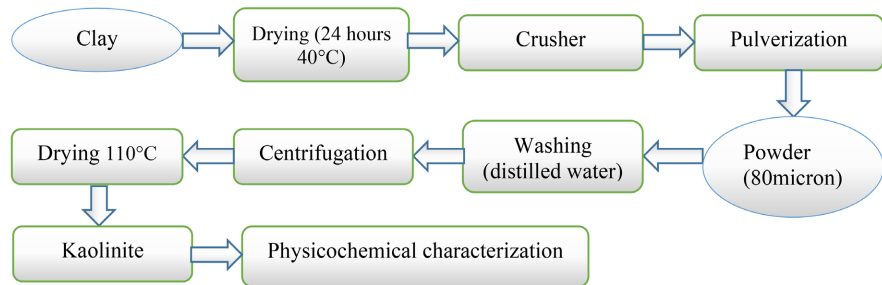 Clay
Drying (24 hours
40°C)
Crusher
Pulverization
Powder
(80micron)
Washing
(distilled water)
Centrifugation
Drying 110°C
Kaolinite
Physicochemical characterization